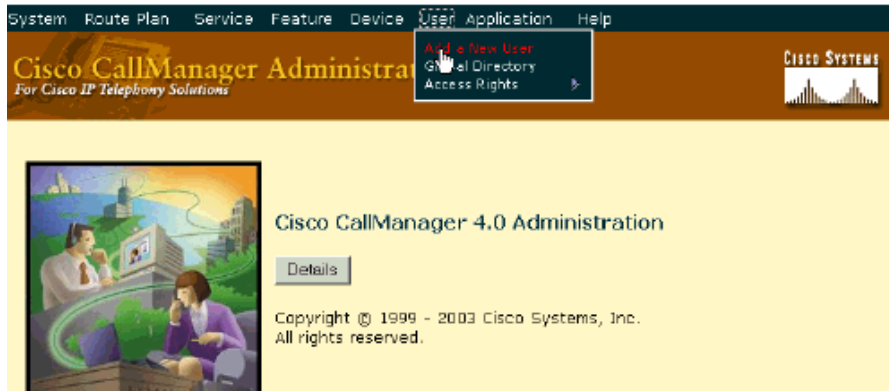 System Route Plan Service Feature Device User Application Help
Add a New User
Global Directory
Access Rights
Cisco CallManager Administrat
For Cisco IP Telephony Solutions
CISCO SYSTEMS
Cisco CallManager 4.0 Administration
Details
Copyright © 1999 - 2003 Cisco Systems, Inc.
All rights reserved.